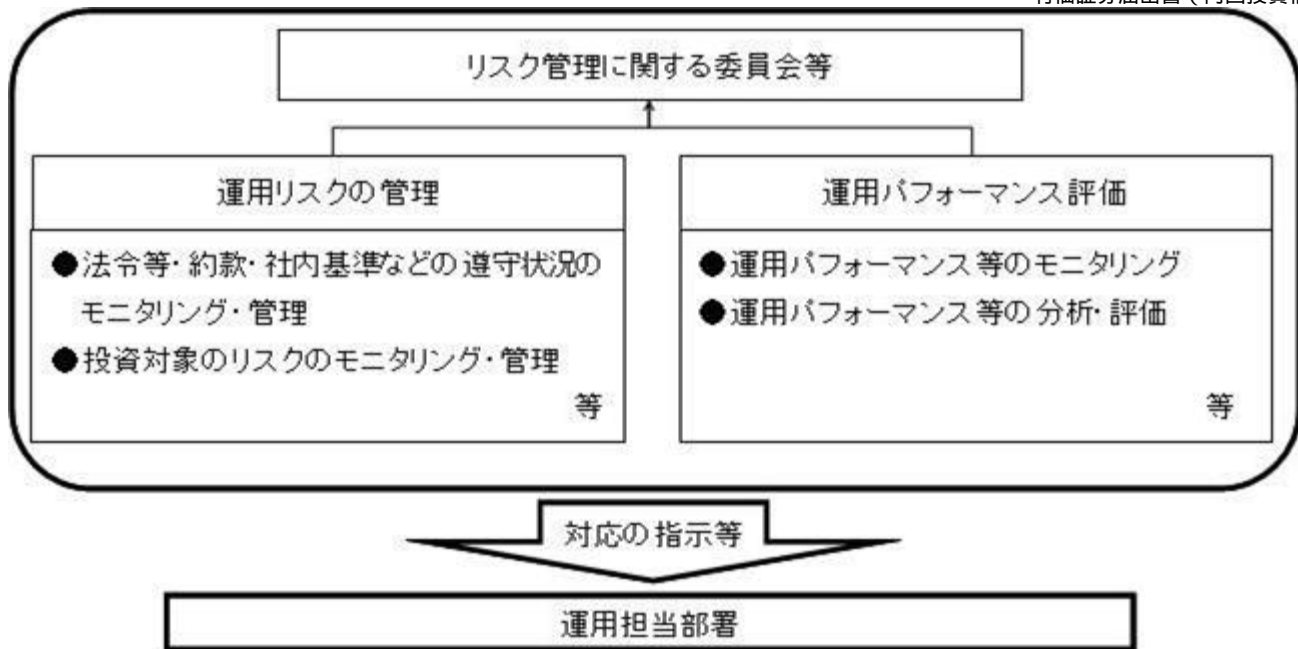 リスク管理に関する委員会等
運用リスクの管理
●法令等・約款・社内基準などの遵守状況の
モニタリング・管理
●投資対象のリスクのモニタリング・管理
等
運用パフォーマンス評価
●運用パフォーマンス等のモニタリング
●運用パフォーマンス等の分析・評価
等
対応の指示等
運用担当部署